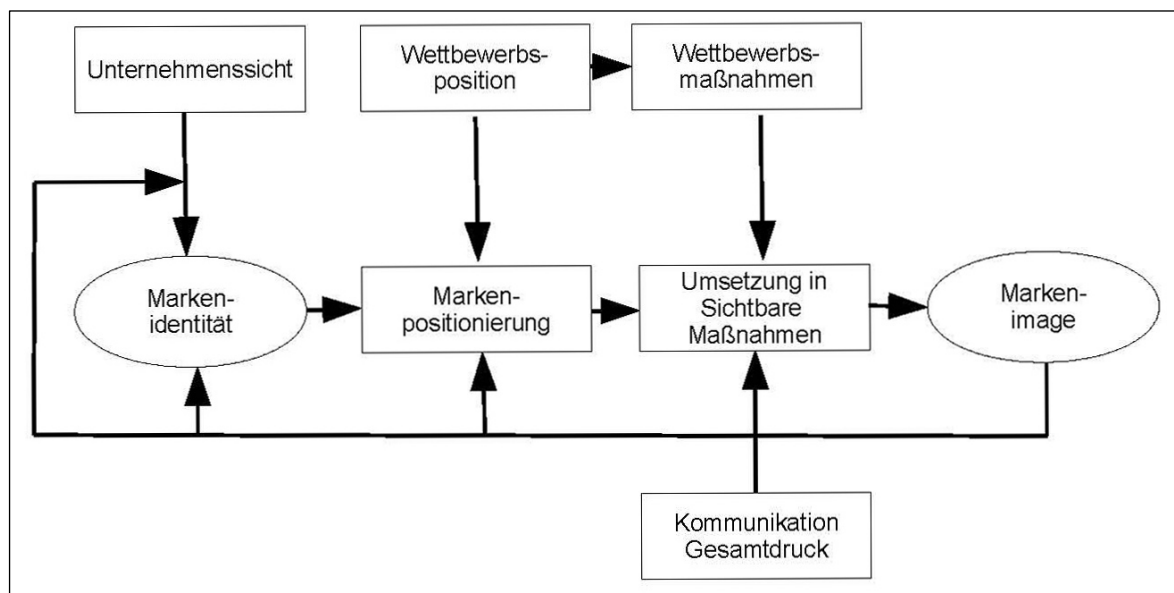 Unternehmenssicht
Wettbewerbs-
position
Wettbewerbs-
maßnahmen
Marken-
identität
Marken-
positionierung
Umsetzung in
Sichtbare
Maßnahmen
Marken-
image
Kommunikation
Gesamtdruck